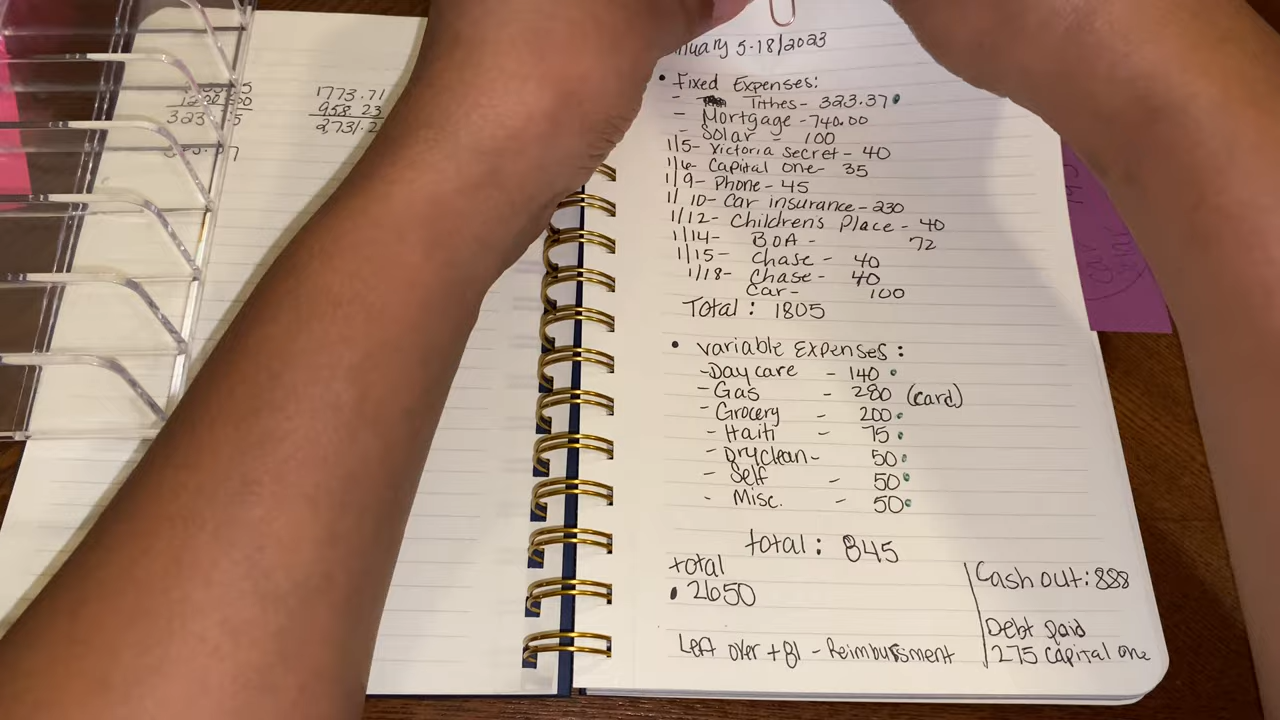 1773.71
958 23
2731.2
323
nuary 5-18/2023
• Fixed Expenses:
- Tithes- 323.37
- Mortgage -740.00
- Solar - 100
1/5- Victoria secret - 40
1/6- Capital one- 35
1/9- Phone - 45
1/10- Car insurance - 230
1/12- Children's Place - 40
1/14- BOA - 72
1/15- Chase - 40
1/18- Chase - 40
Car- 100
Total: 1805
• Variable Expenses:
- Daycare - 140
- Gas - 280 (card)
- Grocery - 200
- Haiti - 75
- Dryclean- 50
- Self - 50
- Misc. - 50
total: 845
total
• 2650
Left over +81 - Reimbursment
Cash out: 888
Debt paid
275 Capital one
car